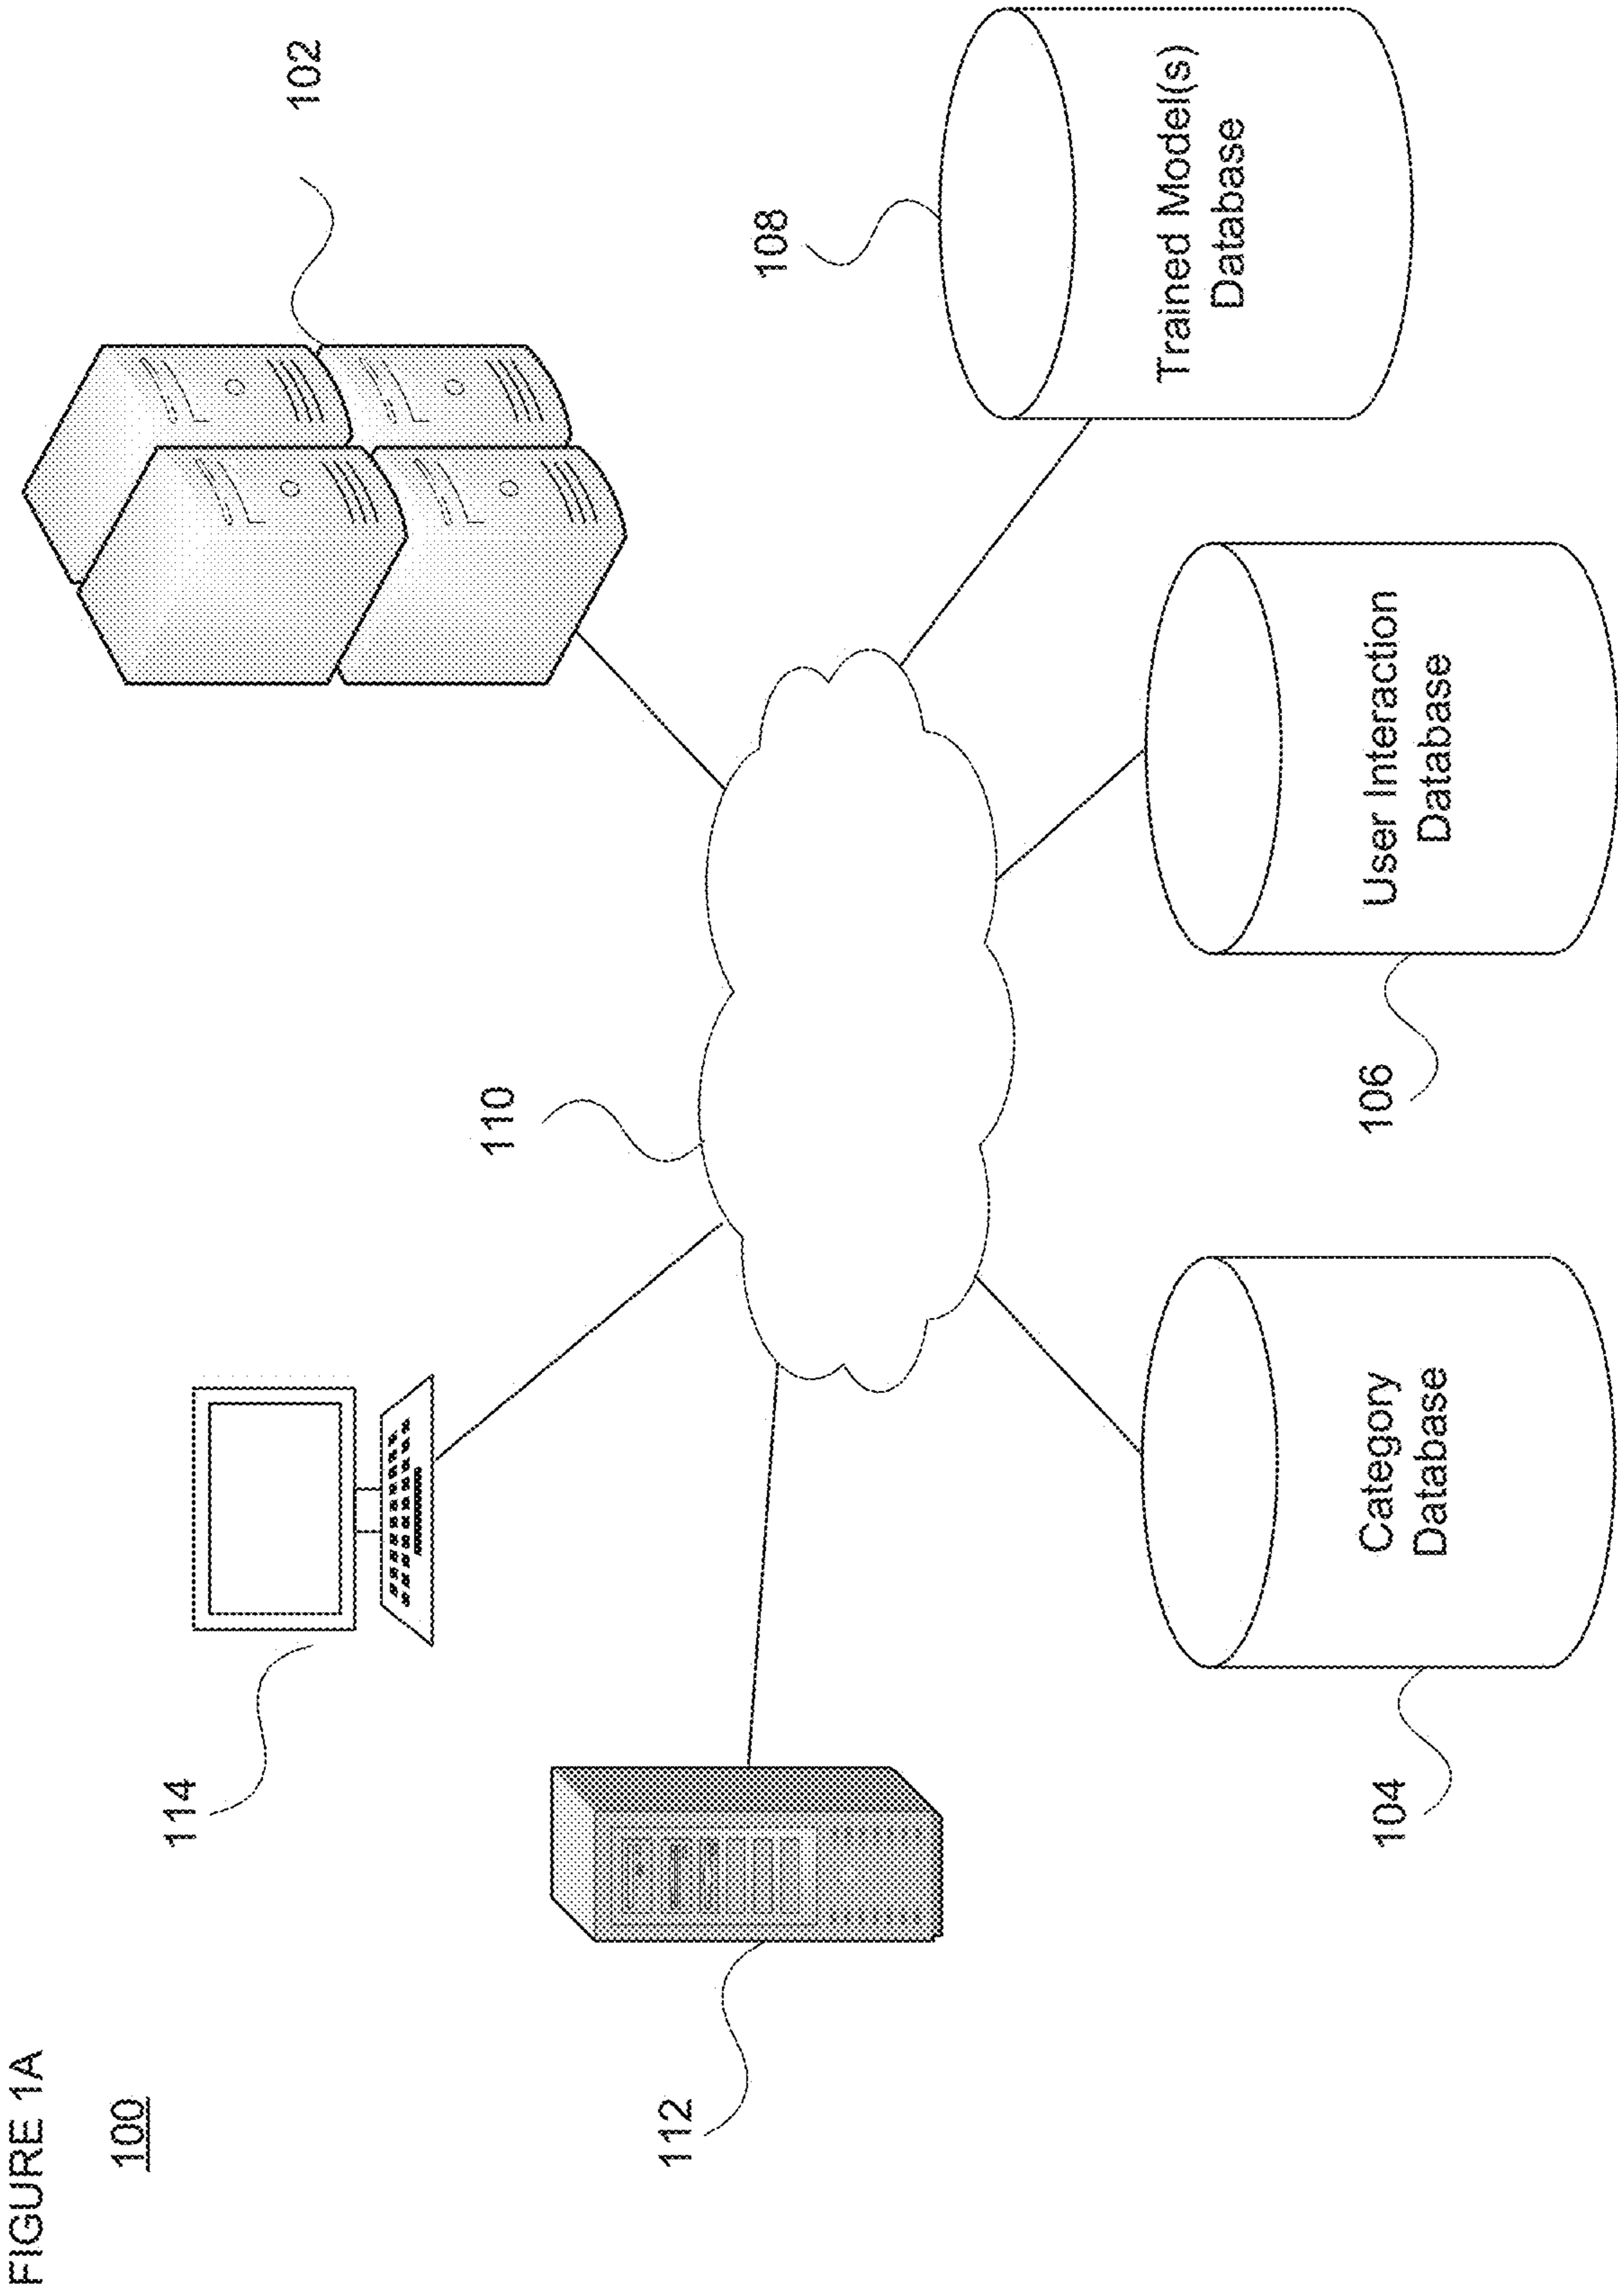 FIGURE 1A
100
114
102
110
112
108
Trained Model(s)
Database
104
Category
Database
106
User Interaction
Database